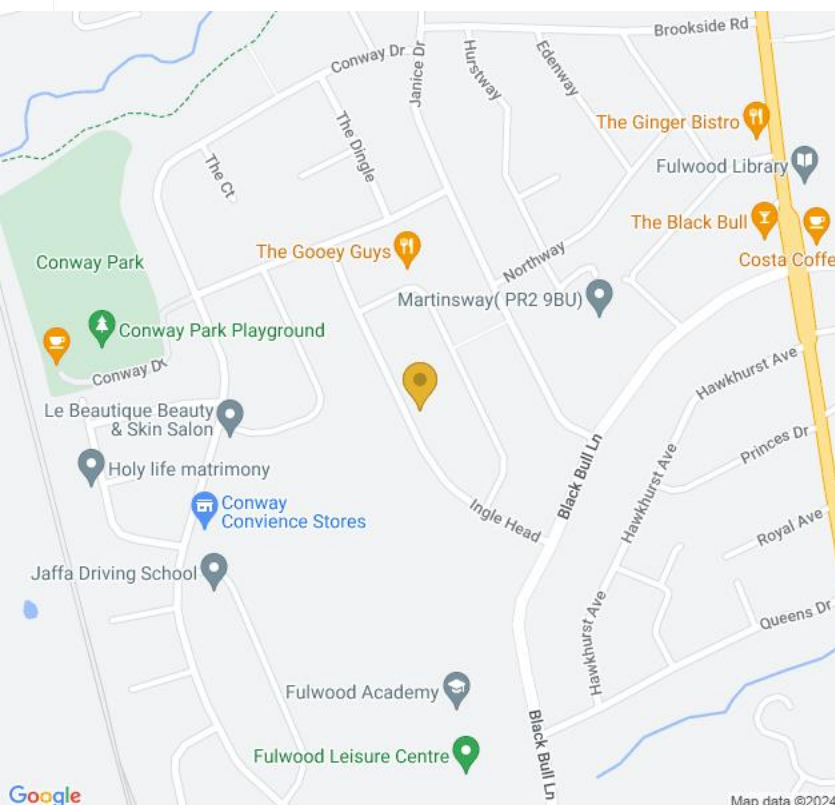 Brookside Rd
Conway Dr
Janice Dr
Hurstway
Edenway
The Ginger Bistro
The Dingle
The Ct
Fulwood Library
The Black Bull
Costa Coffe
Conway Park
The Gooey Guys
Northway
Martinsway( PR2 9BU)
Conway Park Playground
Conway Dr
Hawkhurst Ave
Le Beautique Beauty
& Skin Salon
Holy life matrimony
Black Bull Ln
Princes Dr
Conway
Convience Stores
Ingle Head
Hawkhurst Ave
Royal Ave
Jaffa Driving School
Hawkhurst Ave
Queens Dr
Fulwood Academy
Black Bull Ln
Fulwood Leisure Centre
Google
Map data ©2024